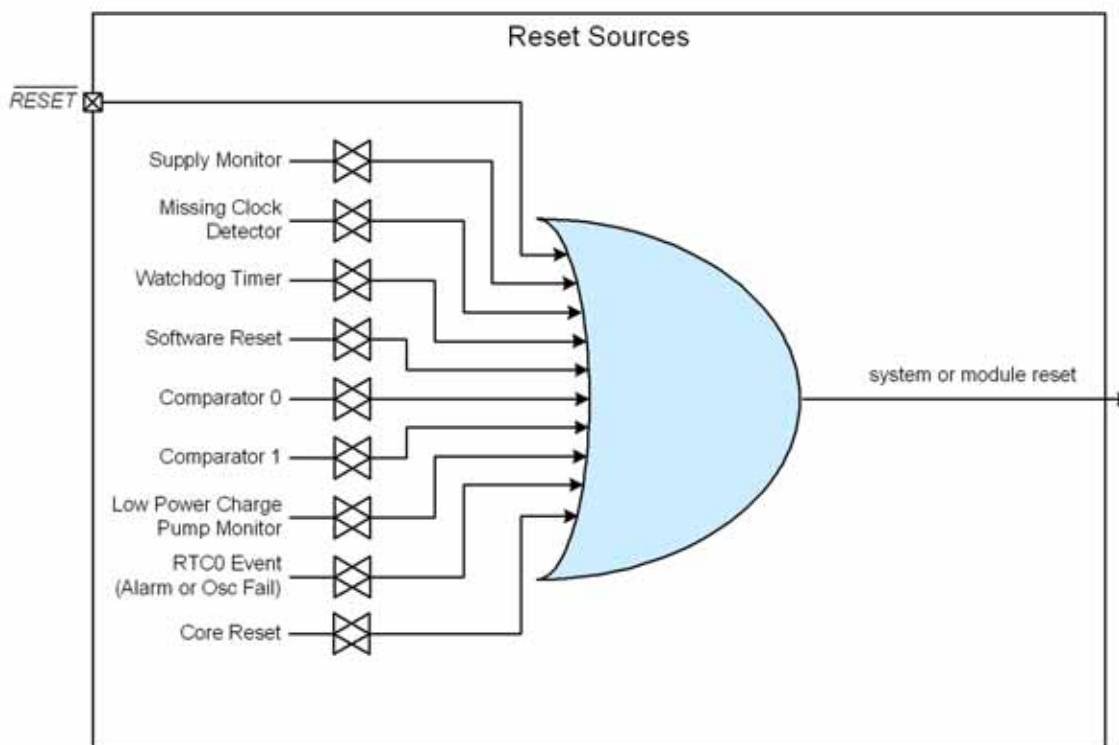 Reset Sources
RESET
Supply Monitor
Missing Clock
Detector
Watchdog Timer
Software Reset
Comparator 0
system or module reset
Comparator 1
Low Power Charge
Pump Monitor
RTC0 Event
(Alarm or Osc Fail)
Core Reset